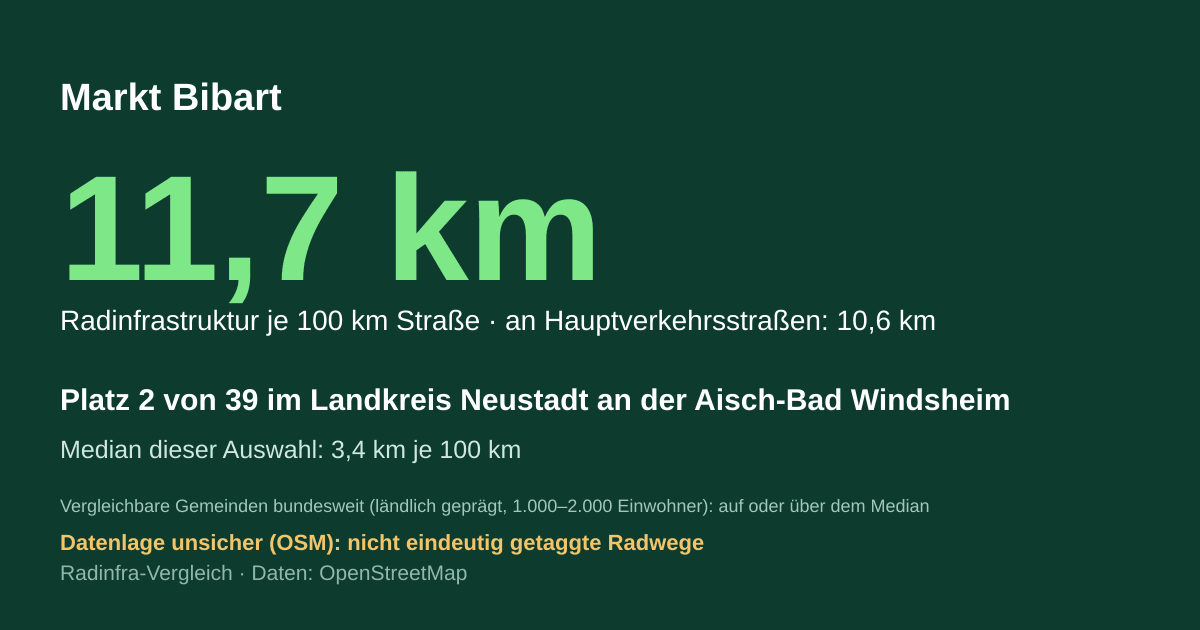 Markt Bibart
11,7 km
Radinfrastruktur je 100 km Straße · an Hauptverkehrsstraßen: 10,6 km
Platz 2 von 39 im Landkreis Neustadt an der Aisch-Bad Windsheim
Median dieser Auswahl: 3,4 km je 100 km
Vergleichbare Gemeinden bundesweit (ländlich geprägt, 1.000–2.000 Einwohner): auf oder über dem Median
Datenlage unsicher (OSM): nicht eindeutig getaggte Radwege
Radinfra-Vergleich · Daten: OpenStreetMap